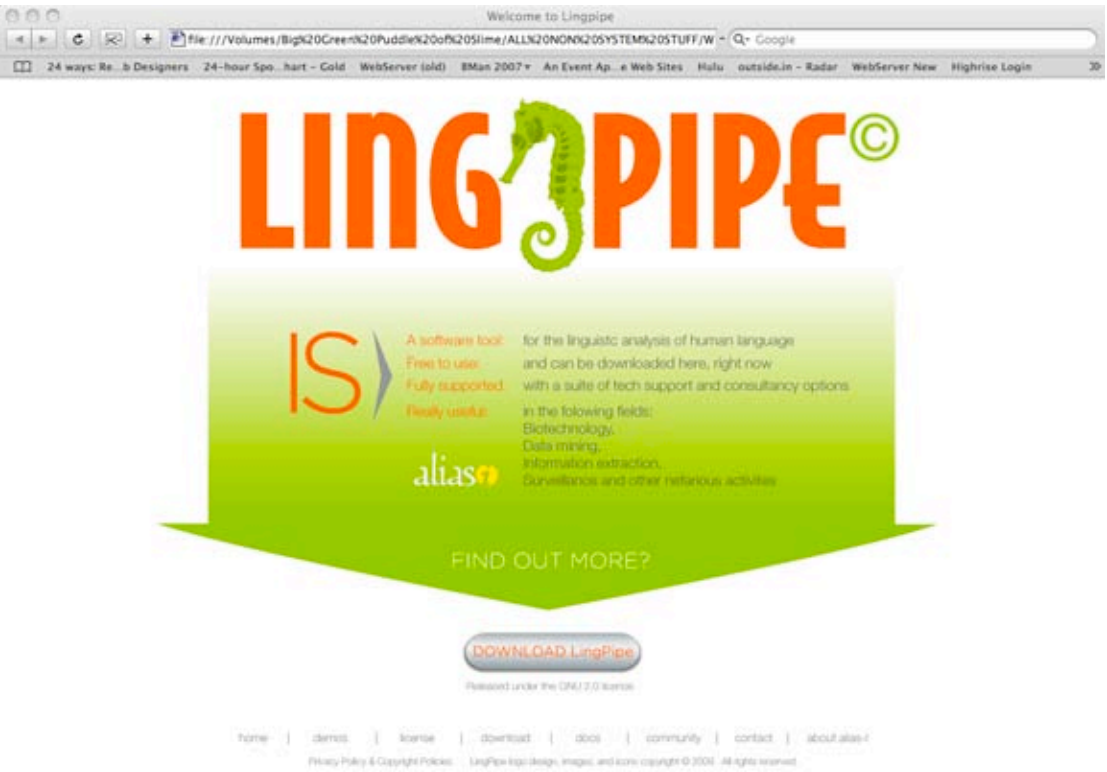 Welcome to Lingpipe
file:///Volumes/Big%20Green%20Puddle%20of%20Slime/ALL%20NON%20SYSTEM%20STUFF/W
Google
24 ways: Re...b Designers 24-hour Spo...hart – Gold WebServer (old) BMan 2007 An Event Ap...e Web Sites Hulu outside.in – Radar WebServer New Highrise Login
LING PIPE ©
IS
A software tool: for the linguistic analysis of human language
Free to use: and can be downloaded here, right now
Fully supported: with a suite of tech support and consultancy options
Really useful: in the folowing fields:
Biotechnology,
Data mining,
Information extraction,
Surveillance and other nefarious activities
alias
FIND OUT MORE?
DOWNLOAD LingPipe
Released under the GNU 2.0 license
home | demos | license | download | docs | community | contact | about alias-i
Privacy Policy & Copyright Policies LingPipe logo design, images, and icons copyright © 2008 All rights reserved